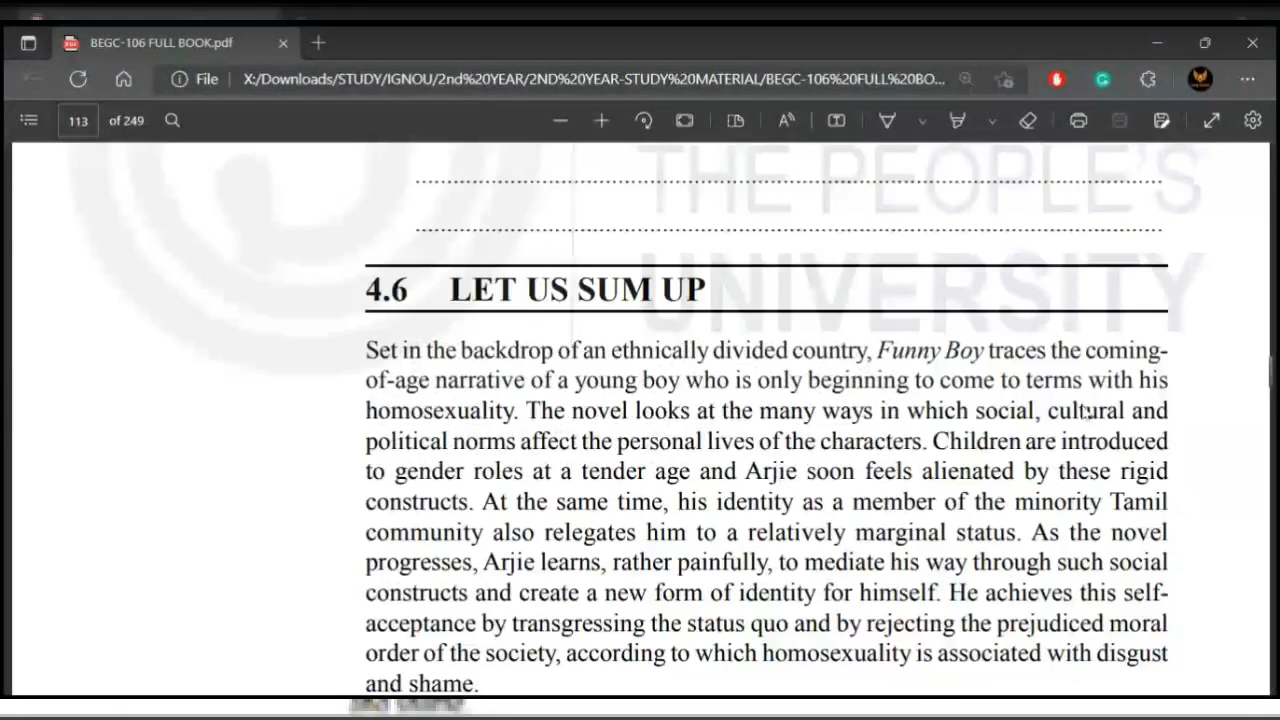 BEGC-106 FULL BOOK.pdf
File X:/Downloads/STUDY/IGNOU/2nd%20YEAR/2ND%20YEAR-STUDY%20MATERIAL/BEGC-106%20FULL%20BO...
113 of 249
THE PEOPLE'S
UNIVERSITY
4.6 LET US SUM UP
Set in the backdrop of an ethnically divided country, Funny Boy traces the coming-
of-age narrative of a young boy who is only beginning to come to terms with his
homosexuality. The novel looks at the many ways in which social, cultural and
political norms affect the personal lives of the characters. Children are introduced
to gender roles at a tender age and Arjie soon feels alienated by these rigid
constructs. At the same time, his identity as a member of the minority Tamil
community also relegates him to a relatively marginal status. As the novel
progresses, Arjie learns, rather painfully, to mediate his way through such social
constructs and create a new form of identity for himself. He achieves this self-
acceptance by transgressing the status quo and by rejecting the prejudiced moral
order of the society, according to which homosexuality is associated with disgust
and shame.